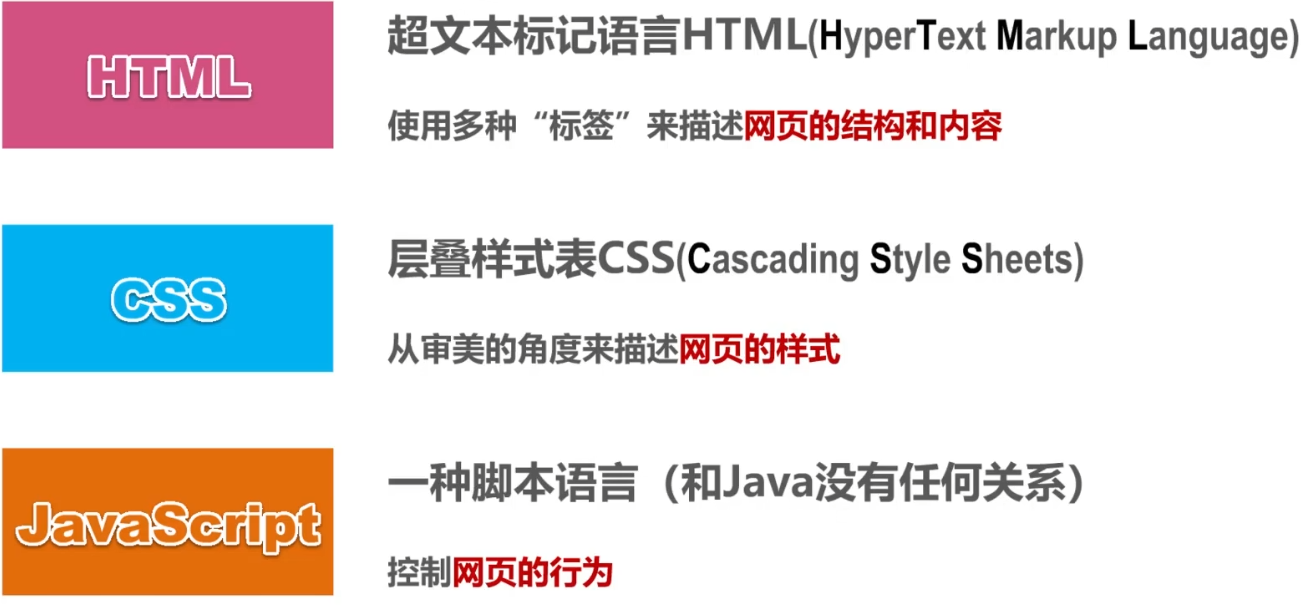 HTML
超文本标记语言HTML(HyperText Markup Language)
使用多种“标签”来描述网页的结构和内容
CSS
层叠样式表CSS(Cascading Style Sheets)
从审美的角度来描述网页的样式
JavaScript
一种脚本语言（和Java没有任何关系）
控制网页的行为